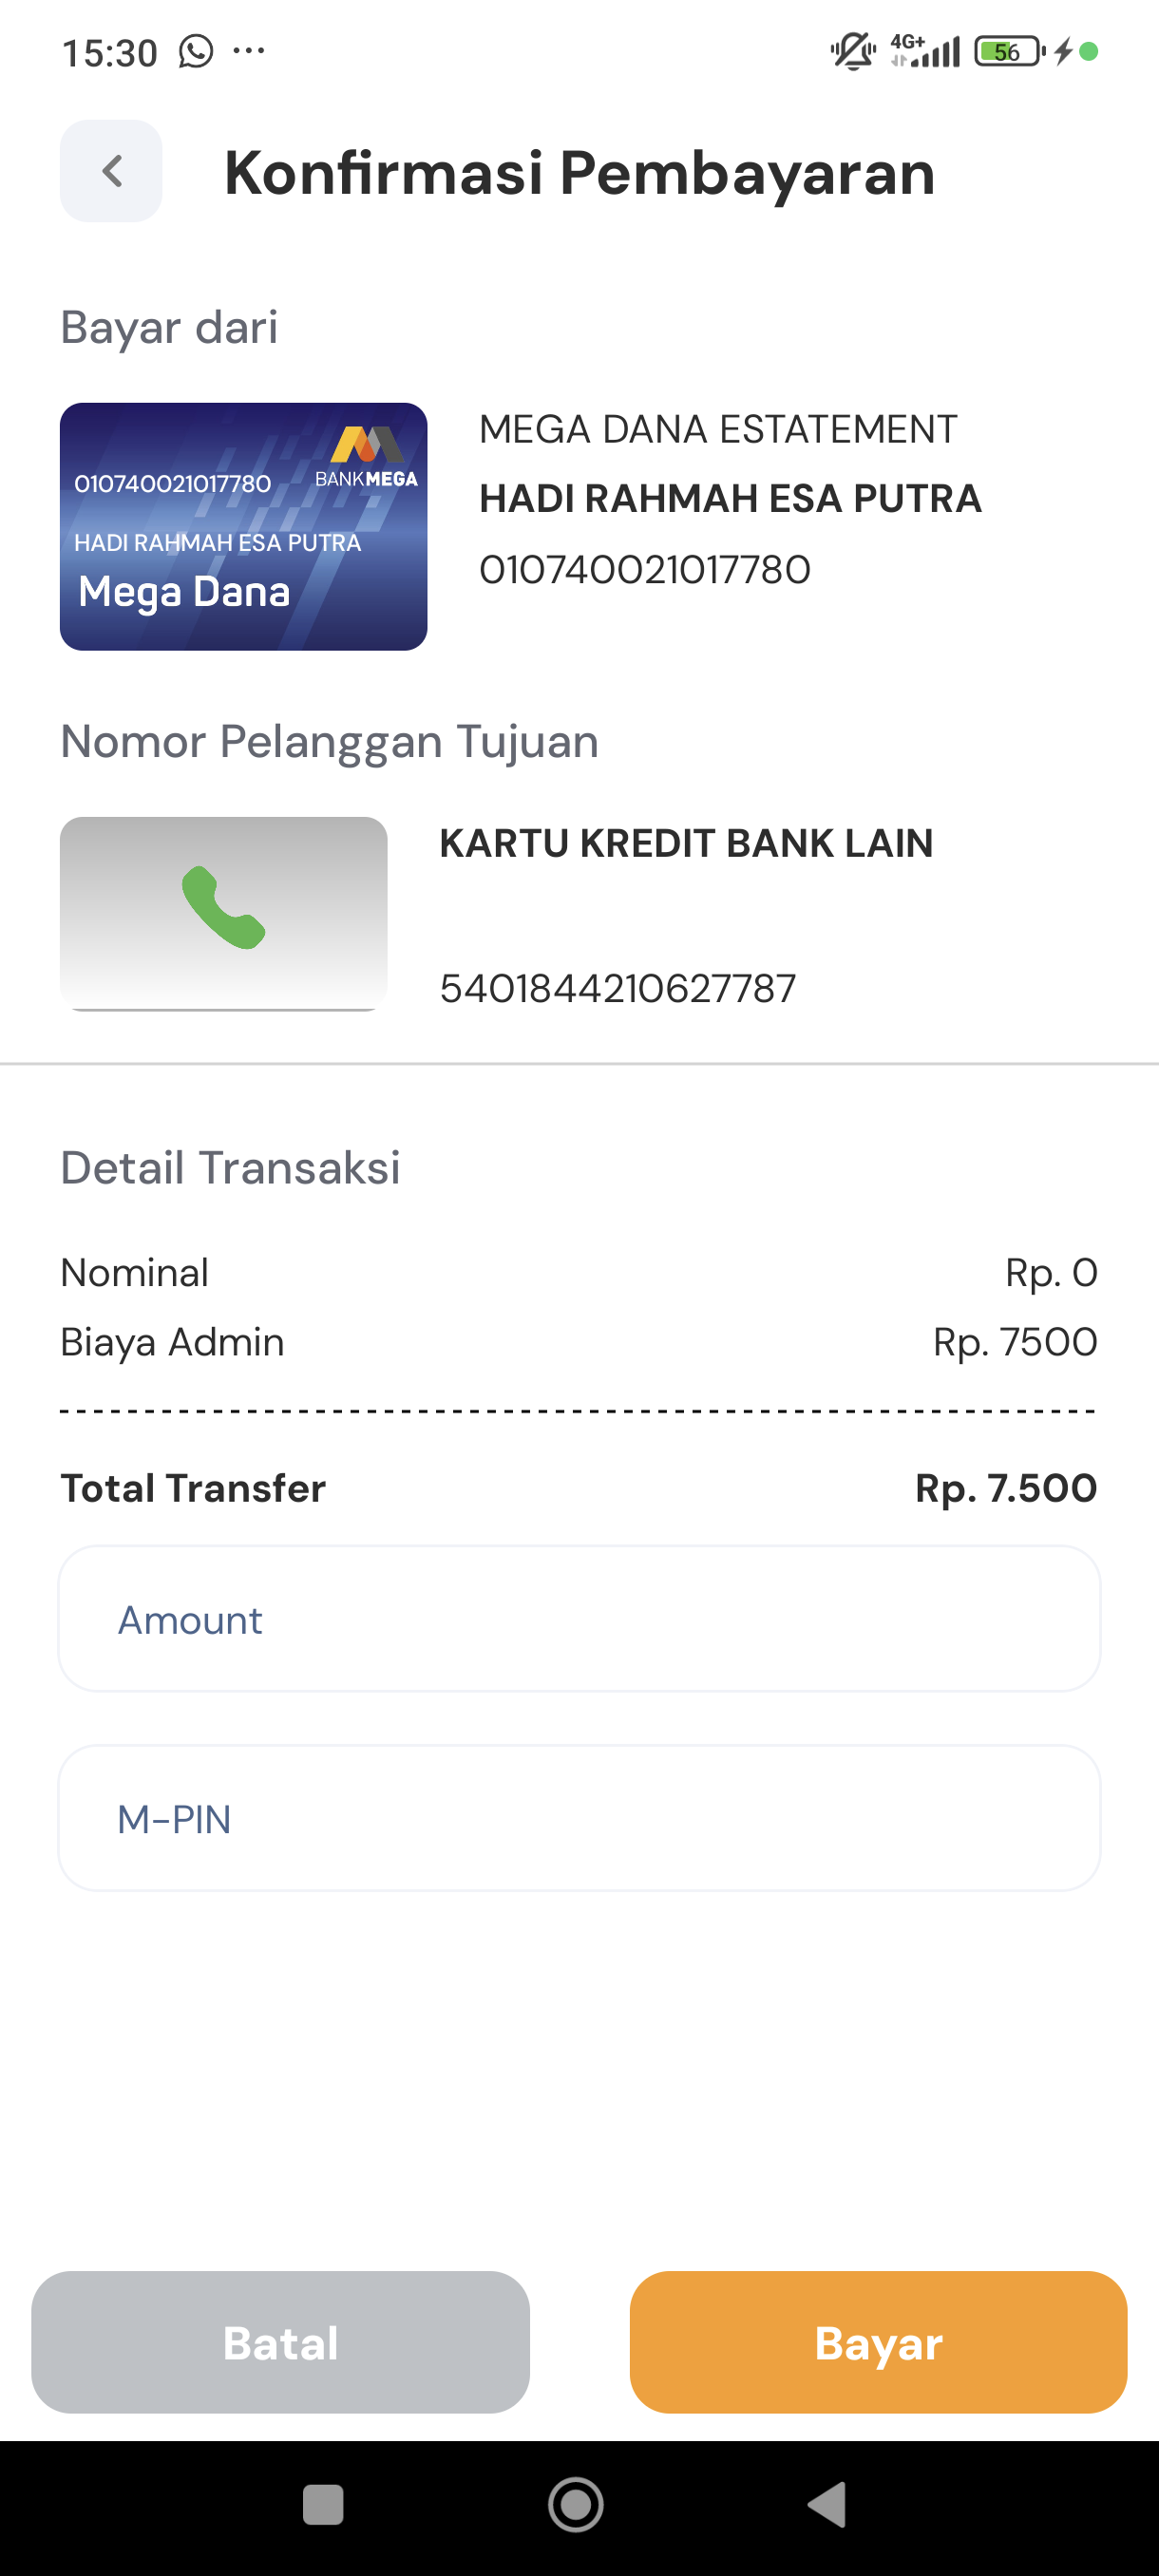 15:30
4G+
56
Konfirmasi Pembayaran
Bayar dari
010740021017780
BANKMEGA
HADI RAHMAH ESA PUTRA
Mega Dana
MEGA DANA ESTATEMENT
HADI RAHMAH ESA PUTRA
010740021017780
Nomor Pelanggan Tujuan
KARTU KREDIT BANK LAIN
5401844210627787
Detail Transaksi
Nominal Rp. 0
Biaya Admin Rp. 7500
Total Transfer Rp. 7.500
Amount
M-PIN
Batal
Bayar